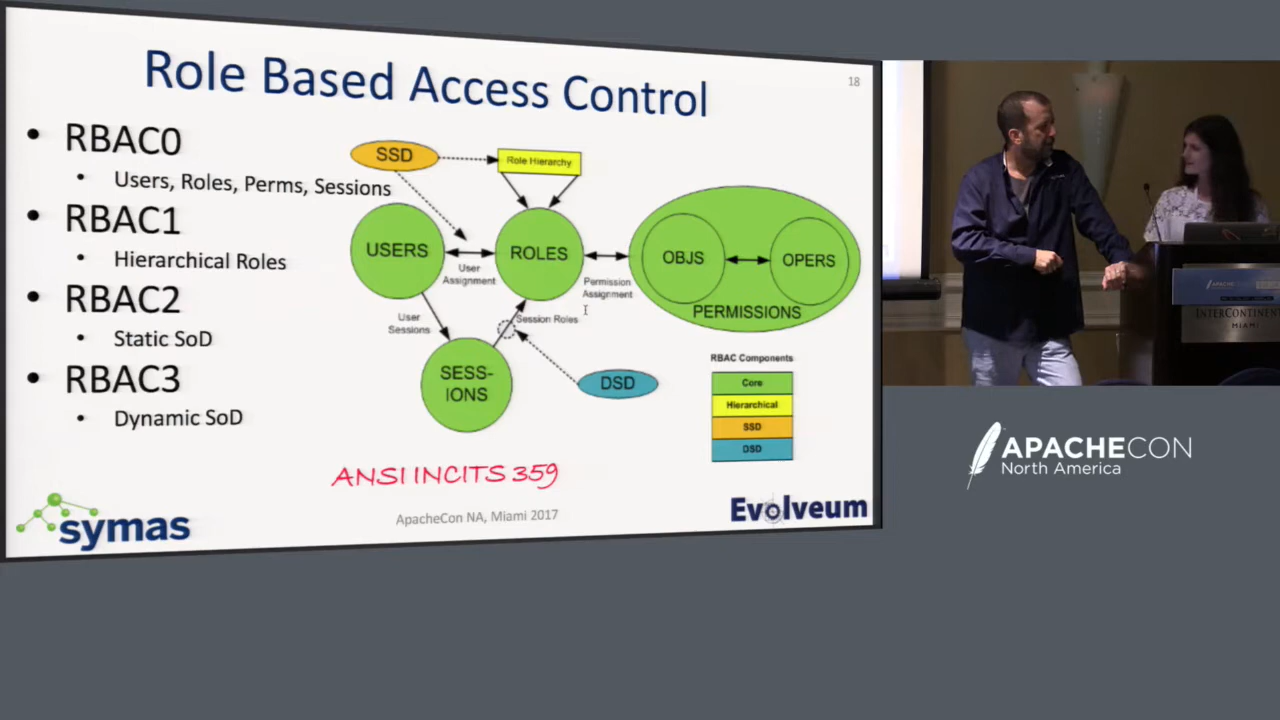 Role Based Access Control
18
• RBAC0
• Users, Roles, Perms, Sessions
• RBAC1
• Hierarchical Roles
• RBAC2
• Static SoD
• RBAC3
• Dynamic SoD
SSD
Role Hierarchy
USERS
ROLES
OBJS
OPERS
User
Assignment
Permission
Assignment
PERMISSIONS
User
Sessions
Session Roles
SESS-
IONS
DSD
RBAC Components
Core
Hierarchical
SSD
DSD
ANSI INCITS 359
symas
ApacheCon NA, Miami 2017
Evolveum
INTERCONTINEN
MIAMI
APACHECON
North America